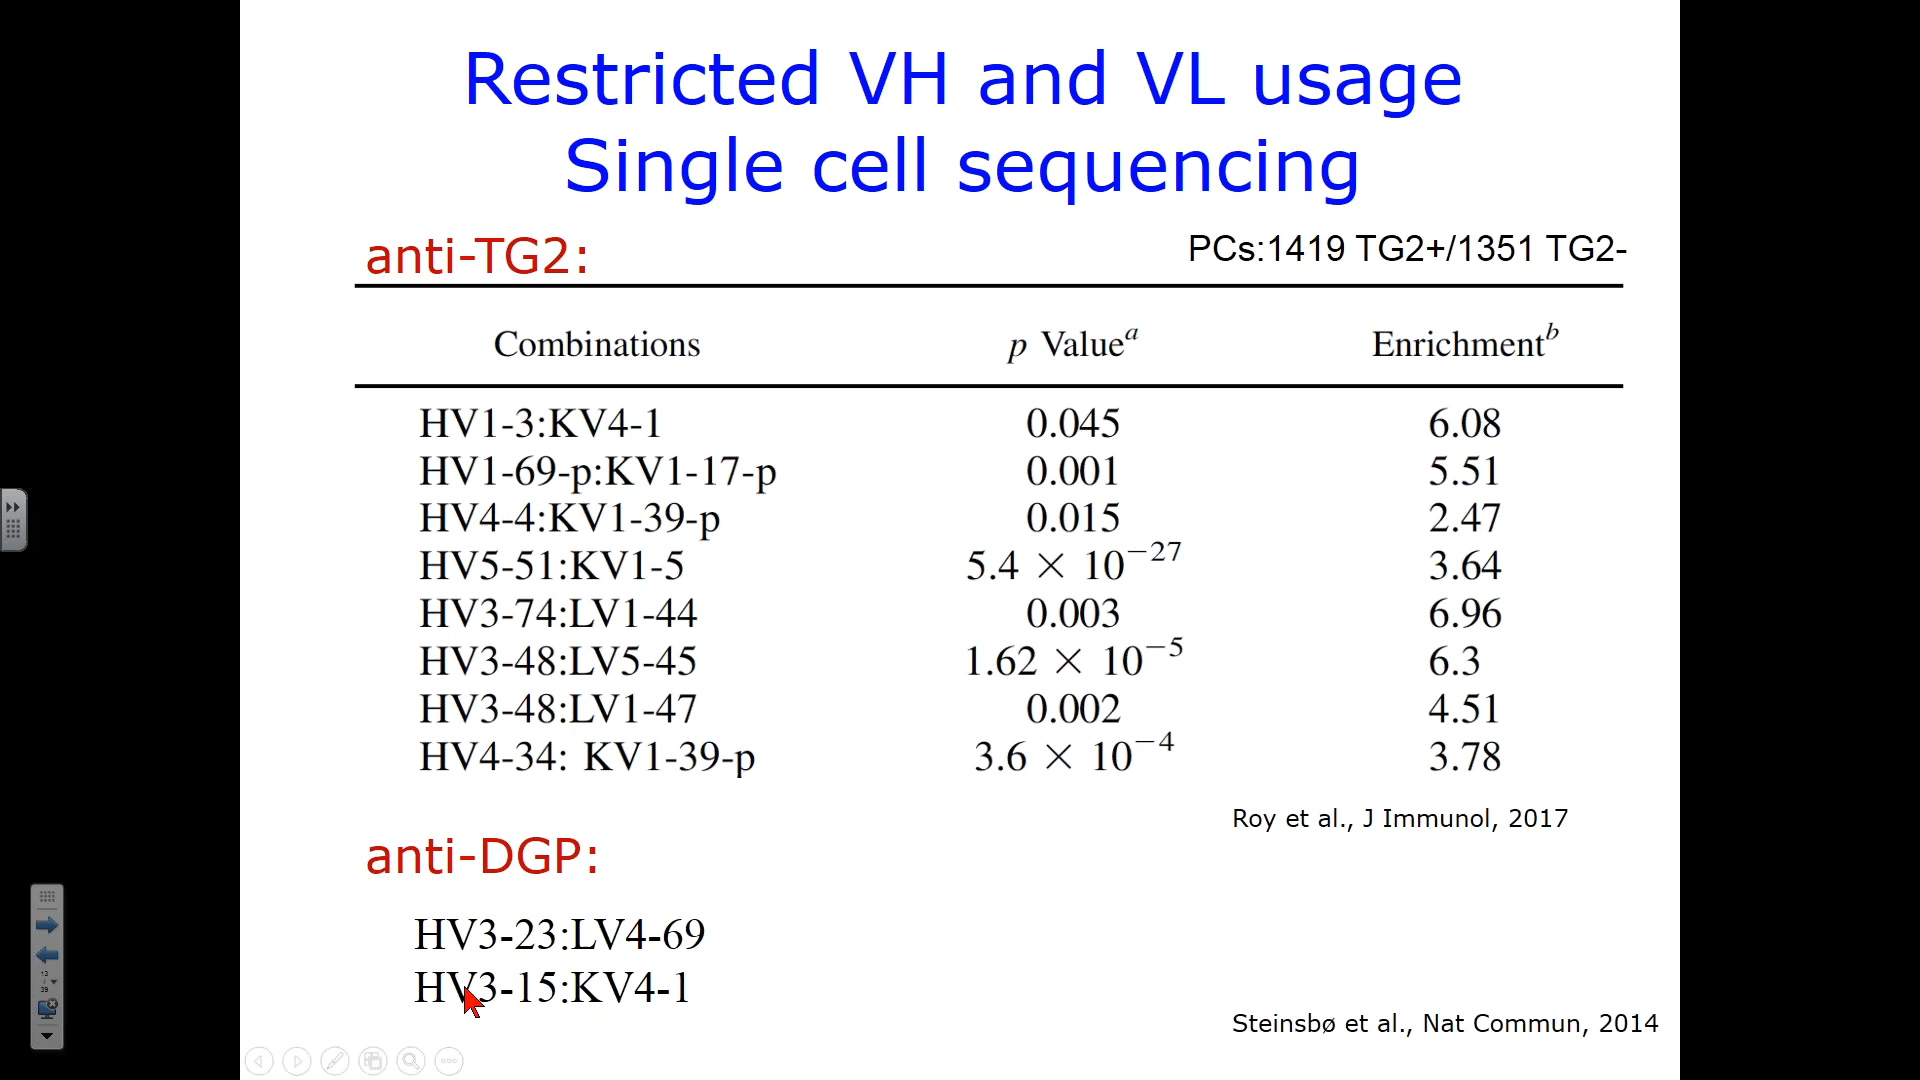 Restricted VH and VL usage
Single cell sequencing
anti-TG2:
PCs:1419 TG2+/1351 TG2-
Combinations p Valueᵃ Enrichmentᵇ
HV1-3:KV4-1 0.045 6.08
HV1-69-p:KV1-17-p 0.001 5.51
HV4-4:KV1-39-p 0.015 2.47
HV5-51:KV1-5 5.4 × 10⁻²⁷ 3.64
HV3-74:LV1-44 0.003 6.96
HV3-48:LV5-45 1.62 × 10⁻⁵ 6.3
HV3-48:LV1-47 0.002 4.51
HV4-34: KV1-39-p 3.6 × 10⁻⁴ 3.78
Roy et al., J Immunol, 2017
anti-DGP:
HV3-23:LV4-69
HV3-15:KV4-1
Steinsbø et al., Nat Commun, 2014
13
39